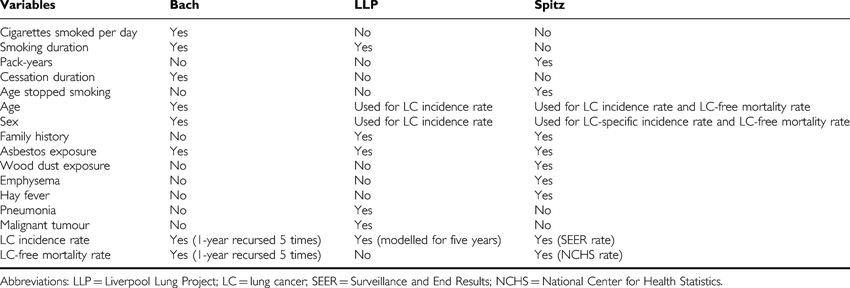 Variables Bach LLP Spitz
Cigarettes smoked per day Yes No No
Smoking duration Yes Yes No
Pack-years No No Yes
Cessation duration Yes No No
Age stopped smoking No No Yes
Age Yes Used for LC incidence rate Used for LC incidence rate and LC-free mortality rate
Sex Yes Used for LC incidence rate Used for LC-specific incidence rate and LC-free mortality rate
Family history No Yes Yes
Asbestos exposure Yes Yes Yes
Wood dust exposure No No Yes
Emphysema No No Yes
Hay fever No No Yes
Pneumonia No Yes No
Malignant tumour No Yes No
LC incidence rate Yes (1-year recursed 5 times) Yes (modelled for five years) Yes (SEER rate)
LC-free mortality rate Yes (1-year recursed 5 times) No Yes (NCHS rate)
Abbreviations: LLP = Liverpool Lung Project; LC = lung cancer; SEER = Surveillance and End Results; NCHS = National Center for Health Statistics.